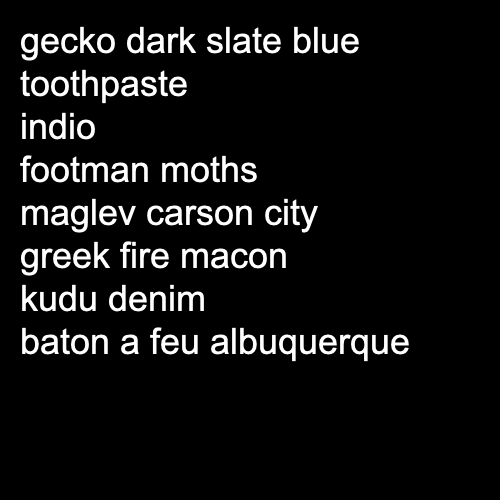 gecko dark slate blue
toothpaste
indio
footman moths
maglev carson city
greek fire macon
kudu denim
baton a feu albuquerque